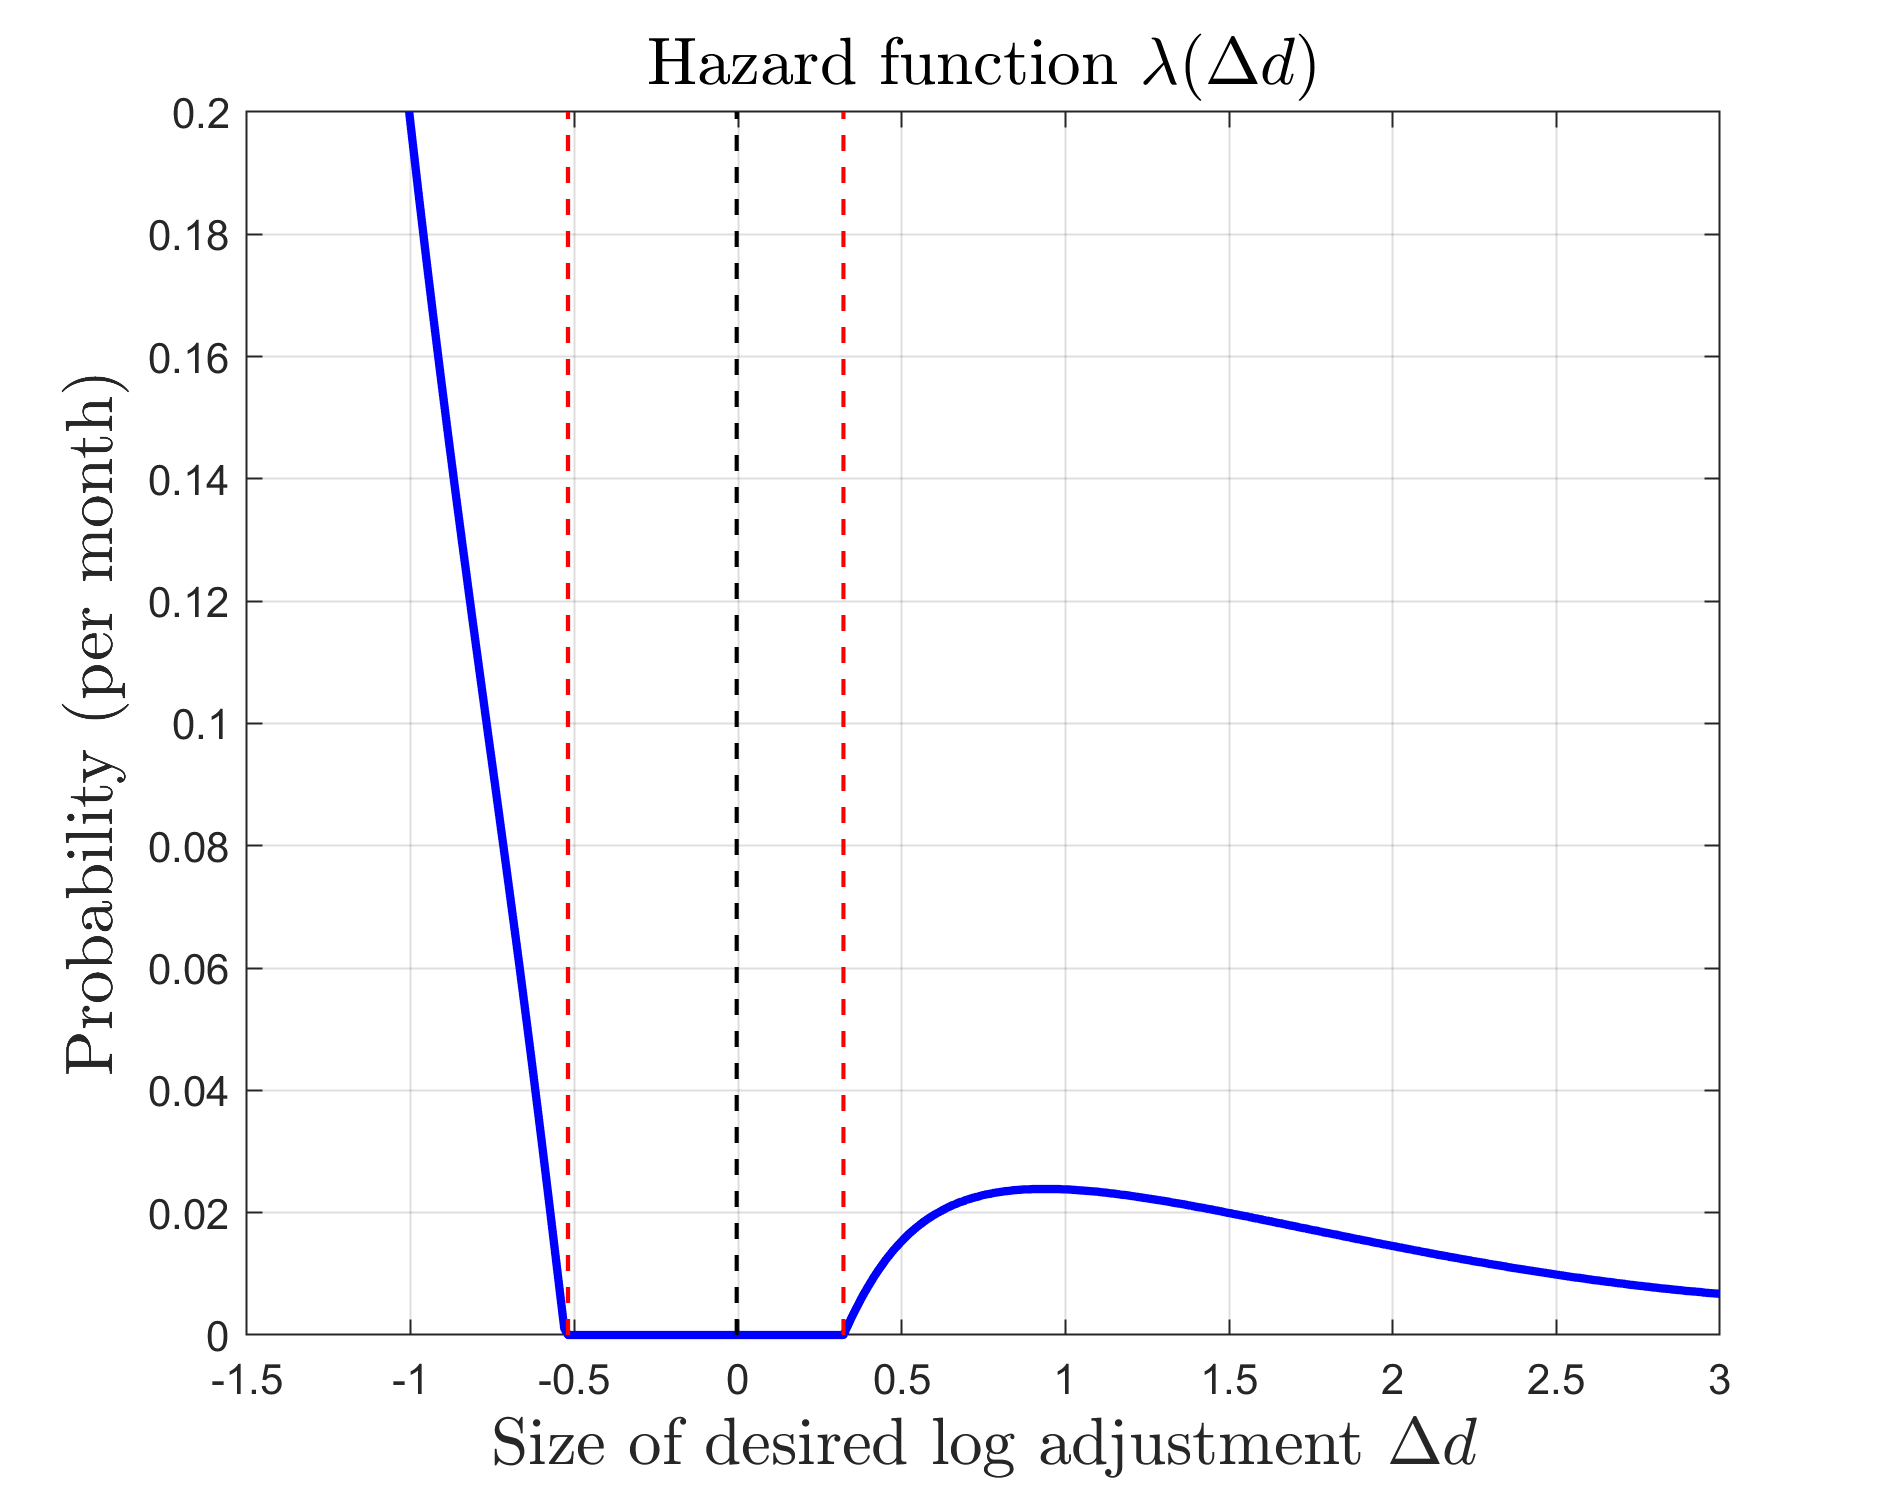 Hazard function λ(Δd)
Probability (per month)
0.2
0.18
0.16
0.14
0.12
0.1
0.08
0.06
0.04
0.02
0
-1.5 -1 -0.5 0 0.5 1 1.5 2 2.5 3
Size of desired log adjustment Δd